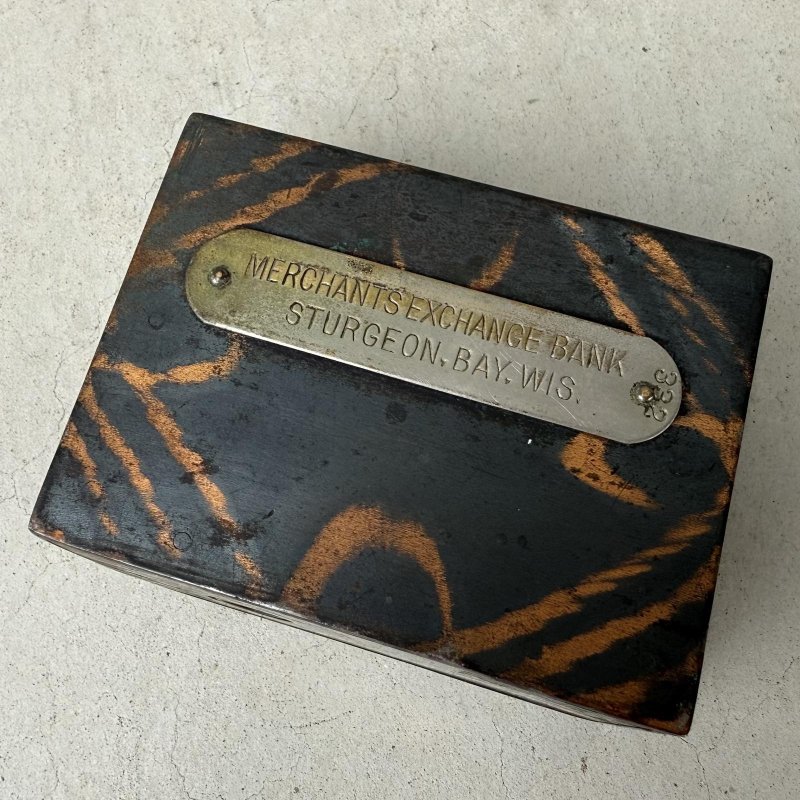 MERCHANTS EXCHANGE BANK
STURGEON. BAY. WIS.
332